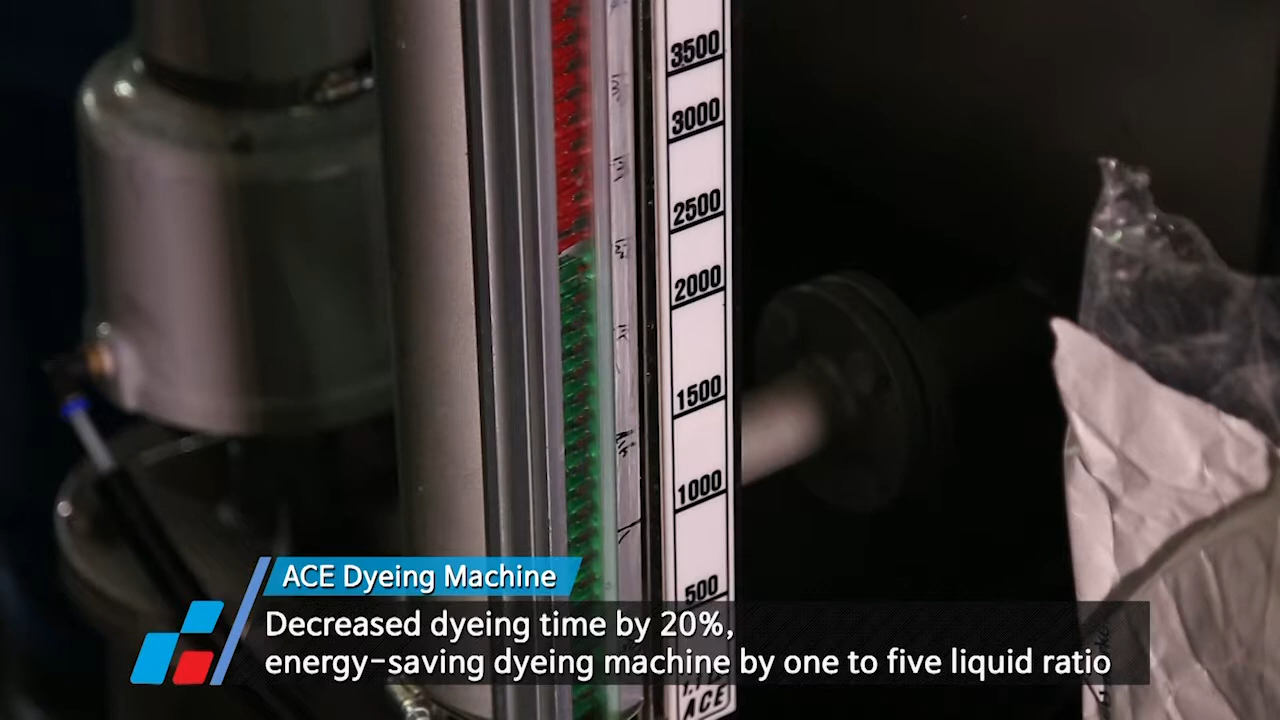 3500
3000
2500
2000
1500
1000
500
ACE
ACE Dyeing Machine
Decreased dyeing time by 20%,
energy-saving dyeing machine by one to five liquid ratio